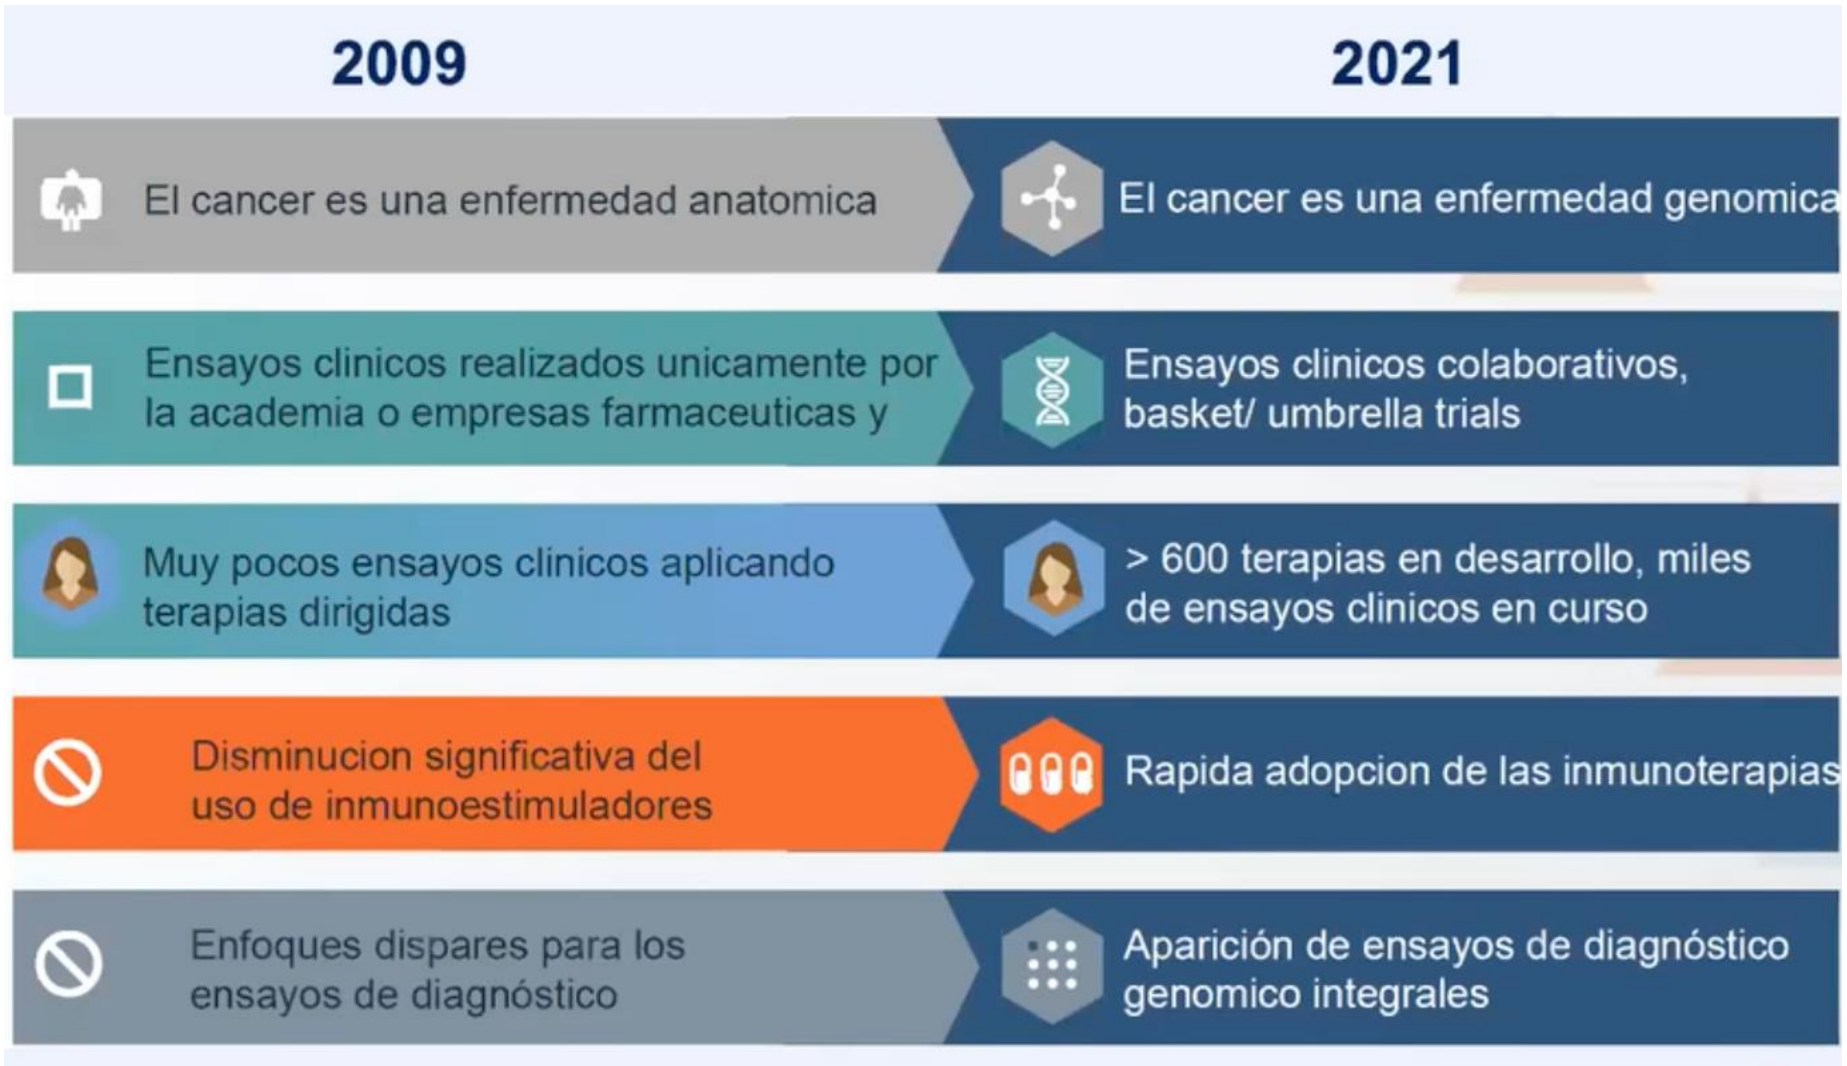 2009
2021
El cancer es una enfermedad anatomica
El cancer es una enfermedad genomica
Ensayos clinicos realizados unicamente por
la academia o empresas farmaceuticas y
Ensayos clinicos colaborativos,
basket/ umbrella trials
Muy pocos ensayos clinicos aplicando
terapias dirigidas
> 600 terapias en desarrollo, miles
de ensayos clinicos en curso
Disminucion significativa del
uso de inmunoestimuladores
Rapida adopcion de las inmunoterapias
Enfoques dispares para los
ensayos de diagnóstico
Aparición de ensayos de diagnóstico
genomico integrales